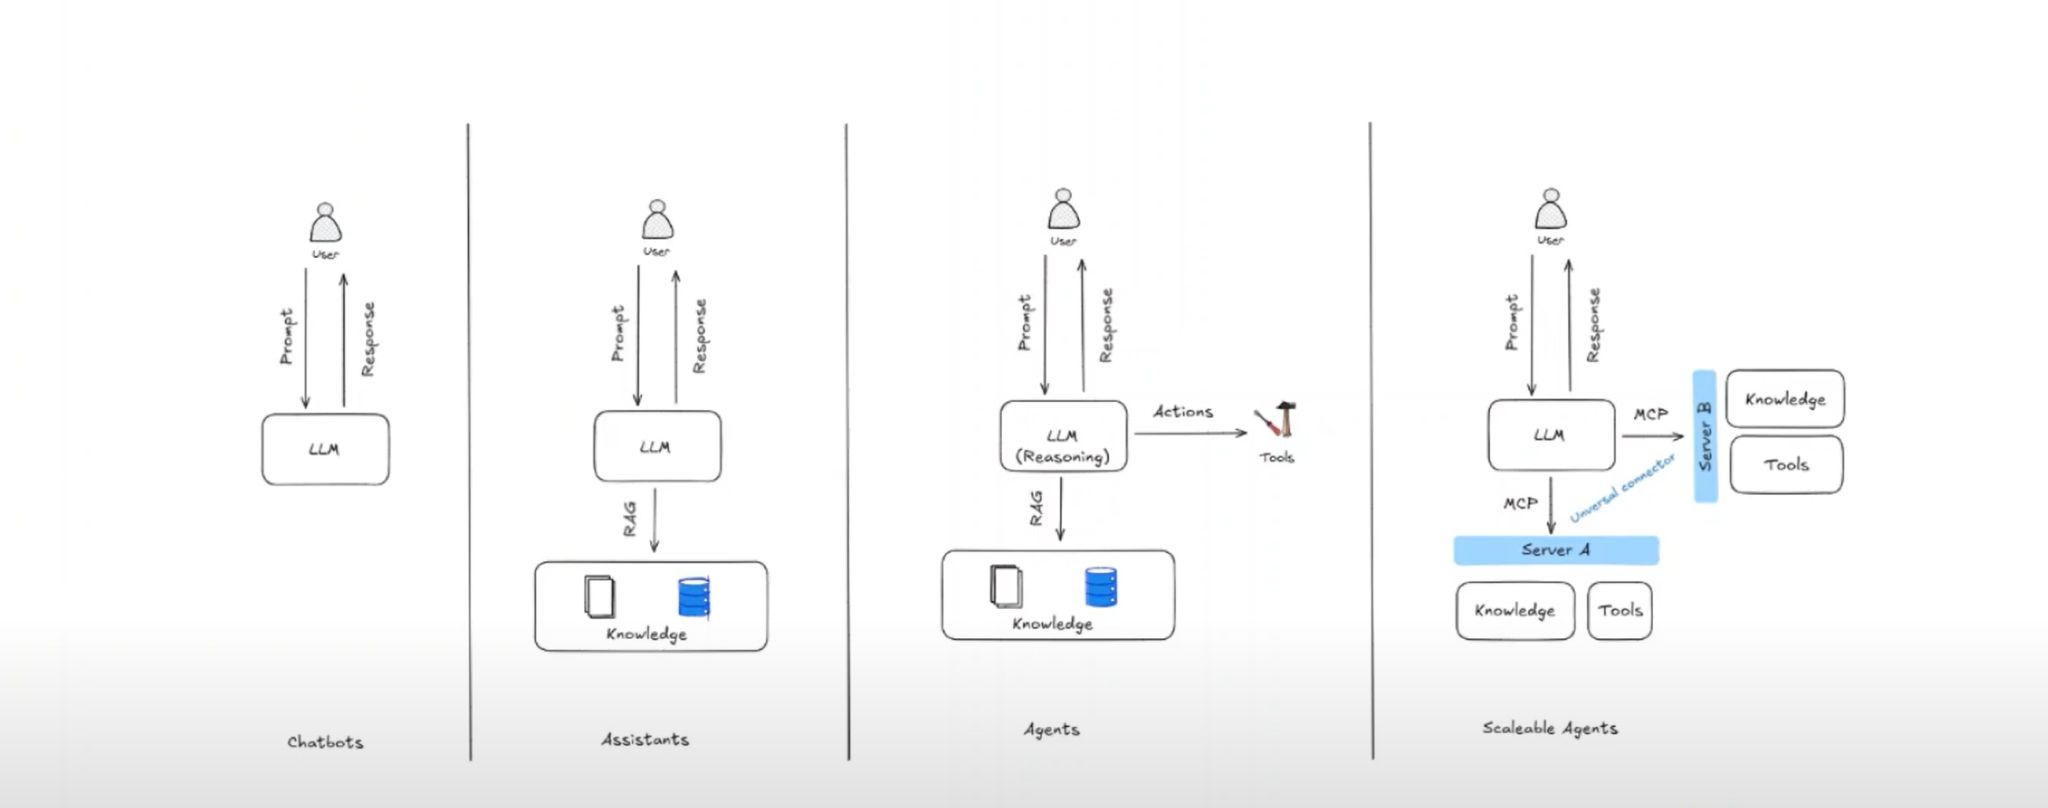 User
Prompt
Response
LLM
Chatbots
User
Prompt
Response
LLM
RAG
Knowledge
Assistants
User
Prompt
Response
LLM
(Reasoning)
Actions
Tools
RAG
Knowledge
Agents
User
Prompt
Response
LLM
MCP
Server B
Knowledge
Tools
MCP
Unversal connector
Server A
Knowledge
Tools
Scaleable Agents